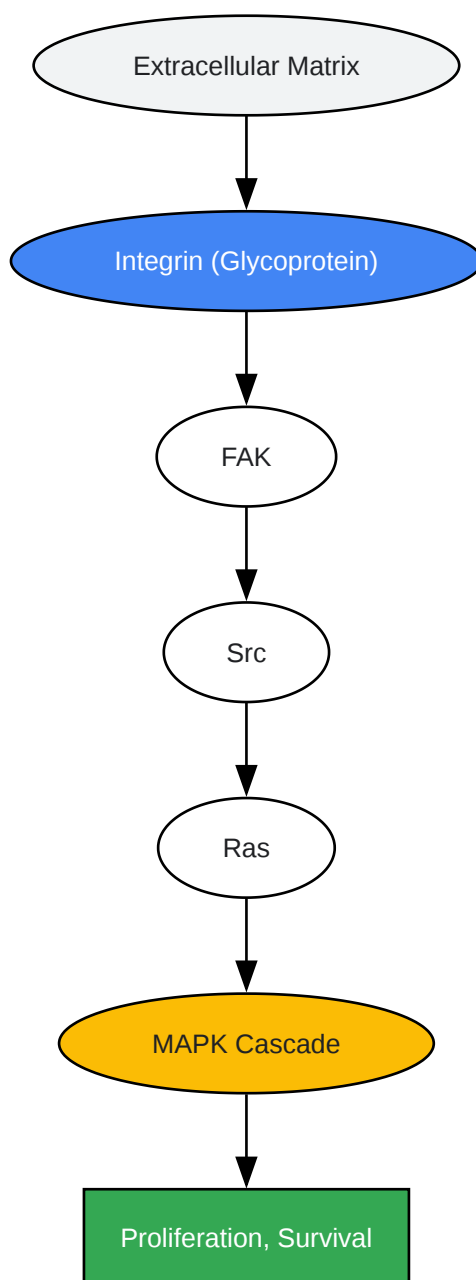 Extracellular Matrix
Integrin (Glycoprotein)
FAK
Src
Ras
MAPK Cascade
Proliferation, Survival